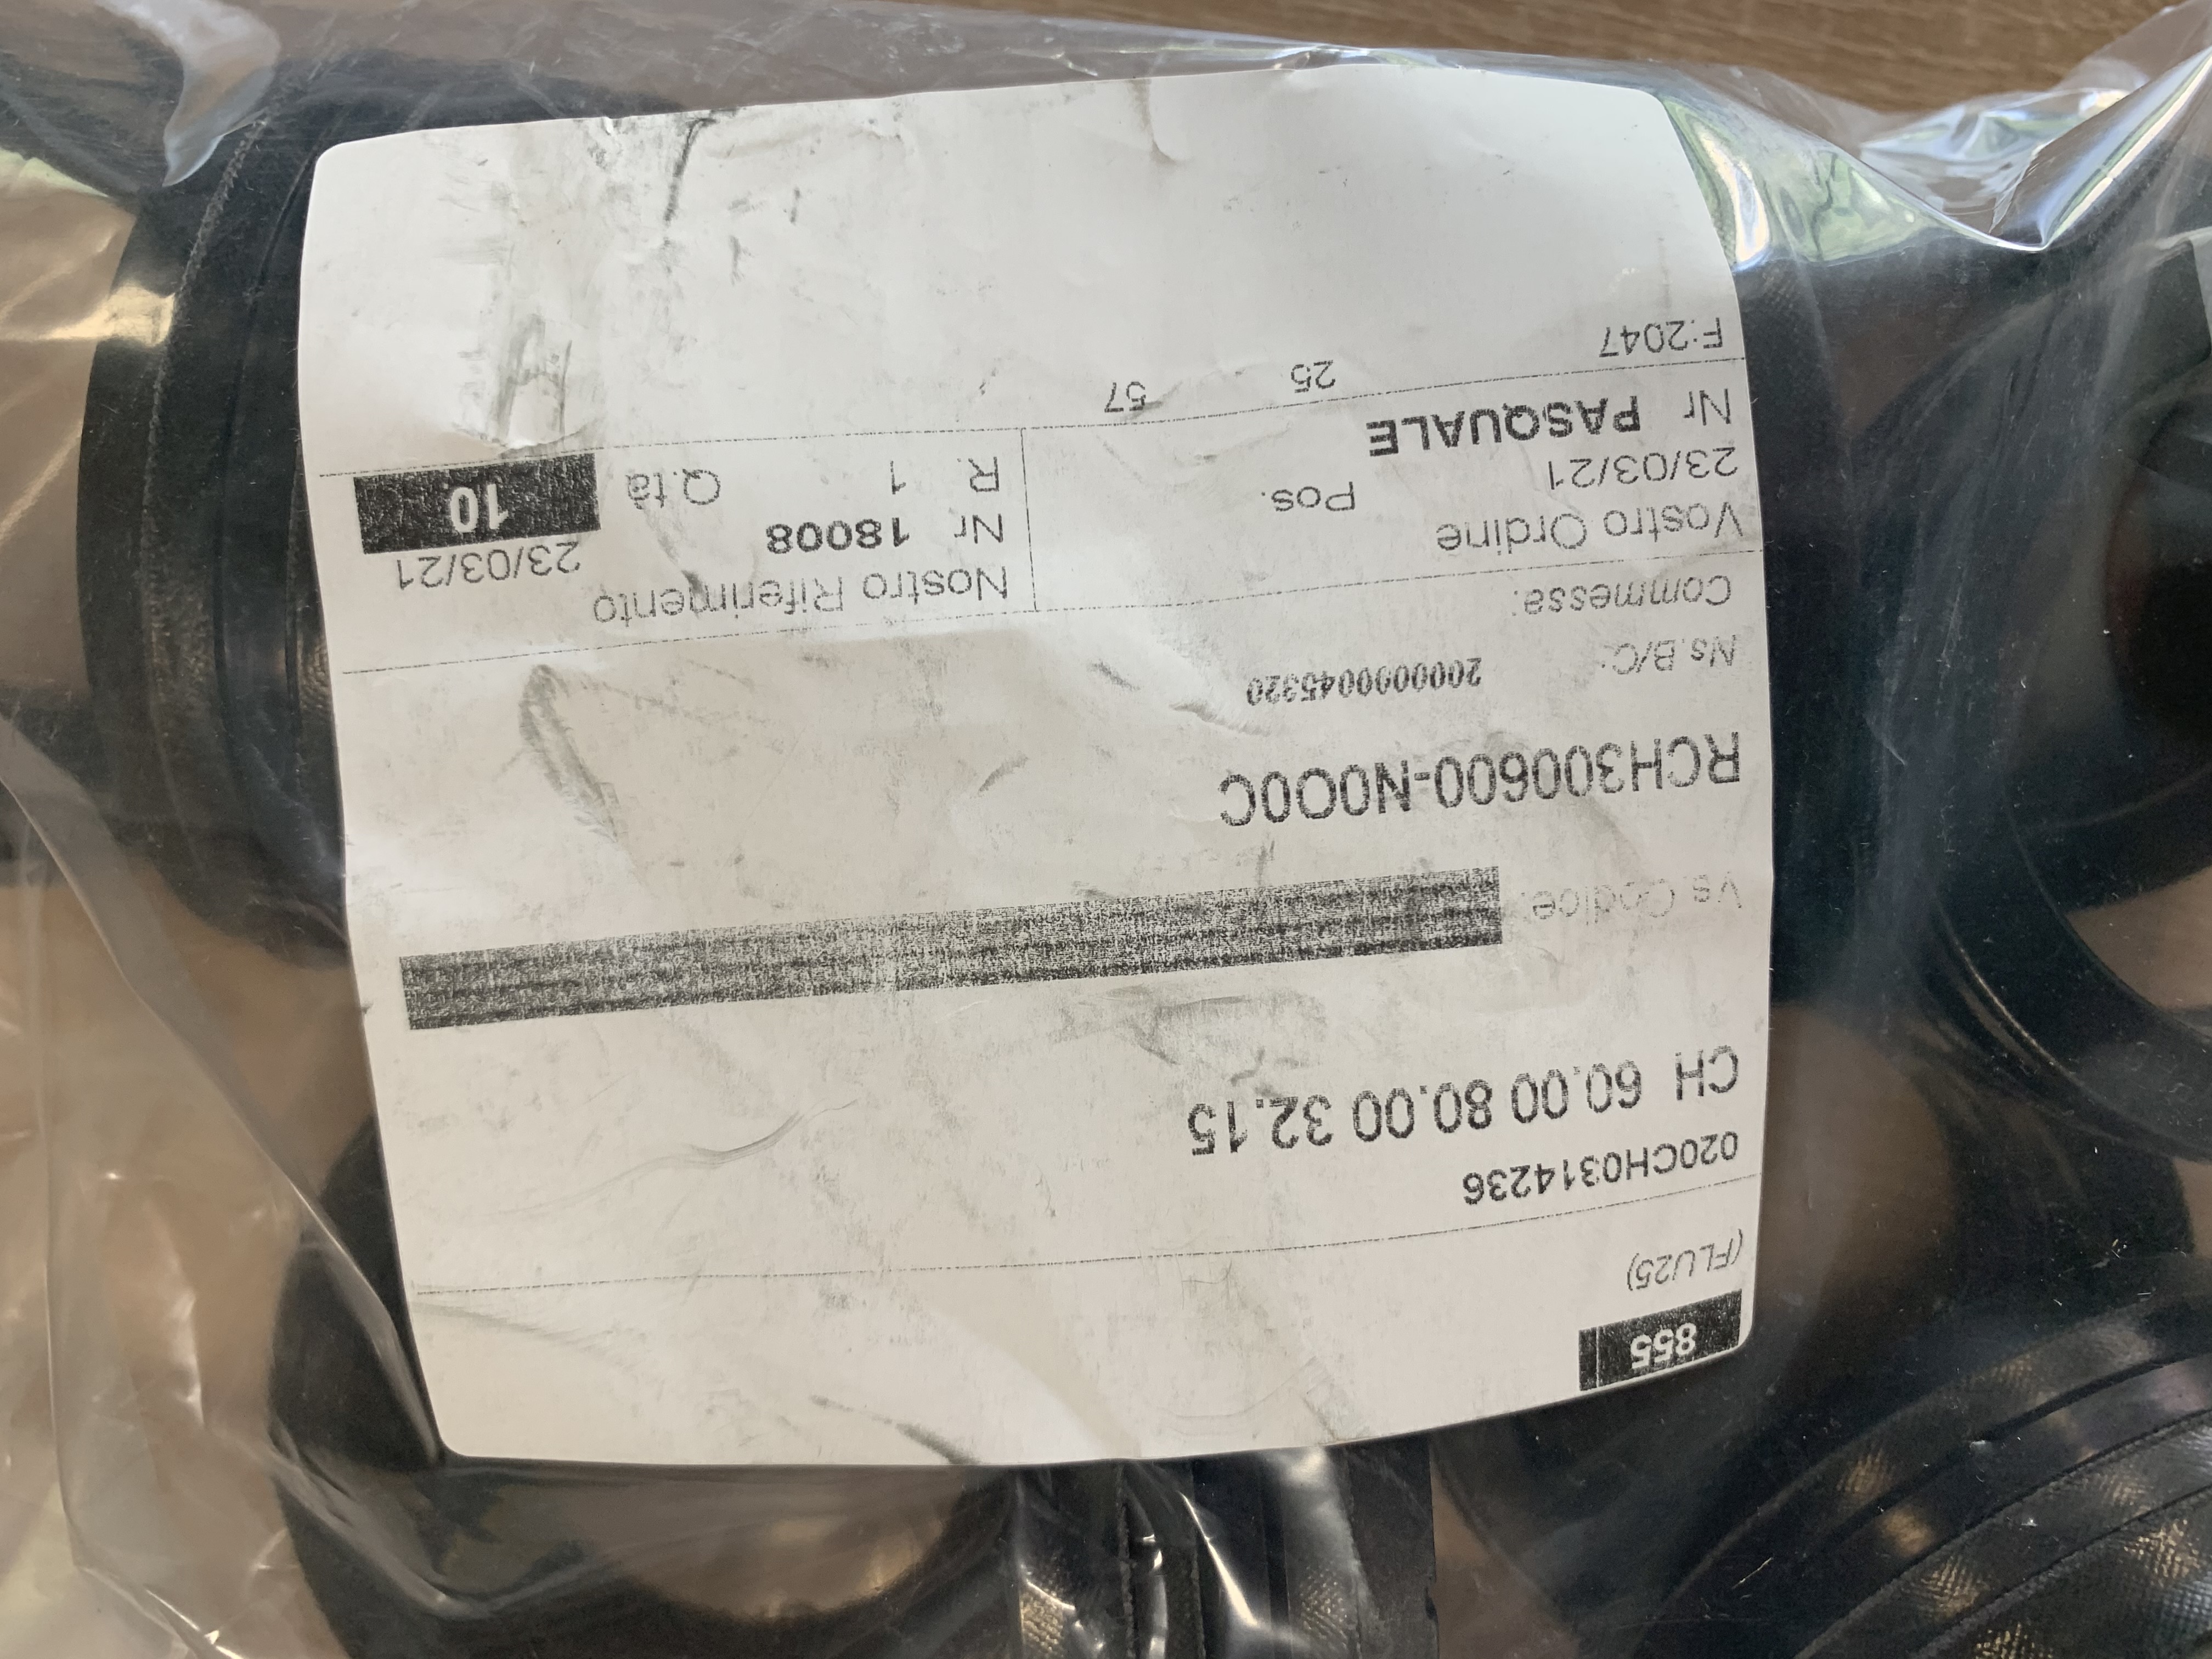 855
(FLU25)
020CH0314236
CH 60.00 80.00 32.15
Vs.Codice:
RCH300600-N0O0C
Ns.B/C: 2000000045320
Commessa:
Vostro Ordine
23/03/21 Pos.
Nr PASQUALE
Nostro Riferimento 23/03/21
Nr 18008
R. 1 Q.tà 10
F:2047 25 57